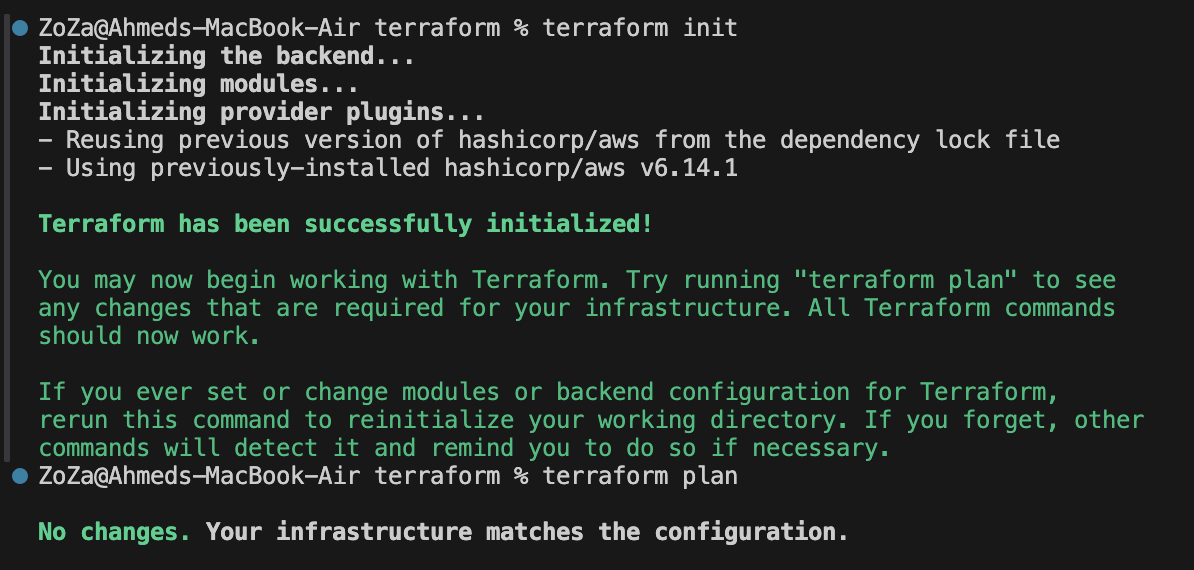 ZoZa@Ahmeds-MacBook-Air terraform % terraform init
Initializing the backend...
Initializing modules...
Initializing provider plugins...
- Reusing previous version of hashicorp/aws from the dependency lock file
- Using previously-installed hashicorp/aws v6.14.1
Terraform has been successfully initialized!
You may now begin working with Terraform. Try running "terraform plan" to see
any changes that are required for your infrastructure. All Terraform commands
should now work.
If you ever set or change modules or backend configuration for Terraform,
rerun this command to reinitialize your working directory. If you forget, other
commands will detect it and remind you to do so if necessary.
ZoZa@Ahmeds-MacBook-Air terraform % terraform plan
No changes. Your infrastructure matches the configuration.